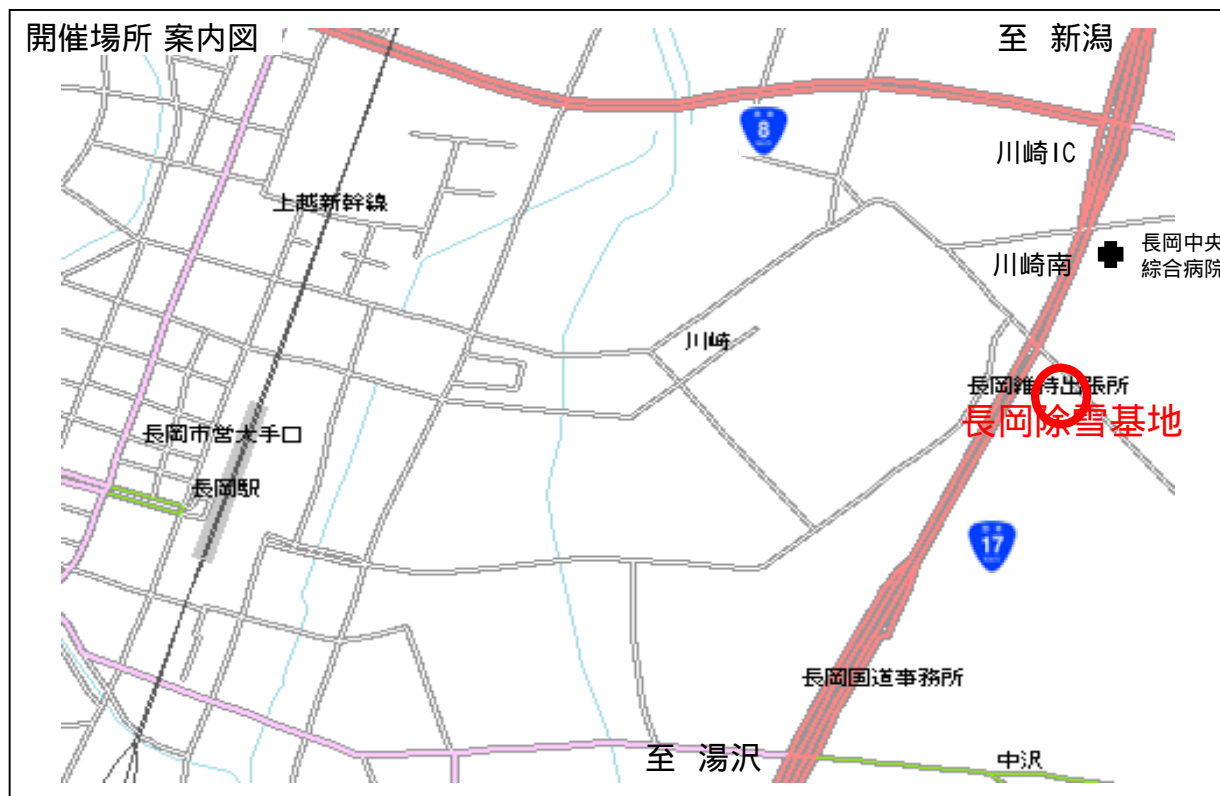 開催場所 案内図
至 新潟
8
川崎IC
上越新幹線
長岡中央
綜合病院
川崎南
川崎
長岡維持出張所
長岡除雪基地
長岡市営大手口
長岡駅
17
長岡国道事務所
至 湯沢
中沢